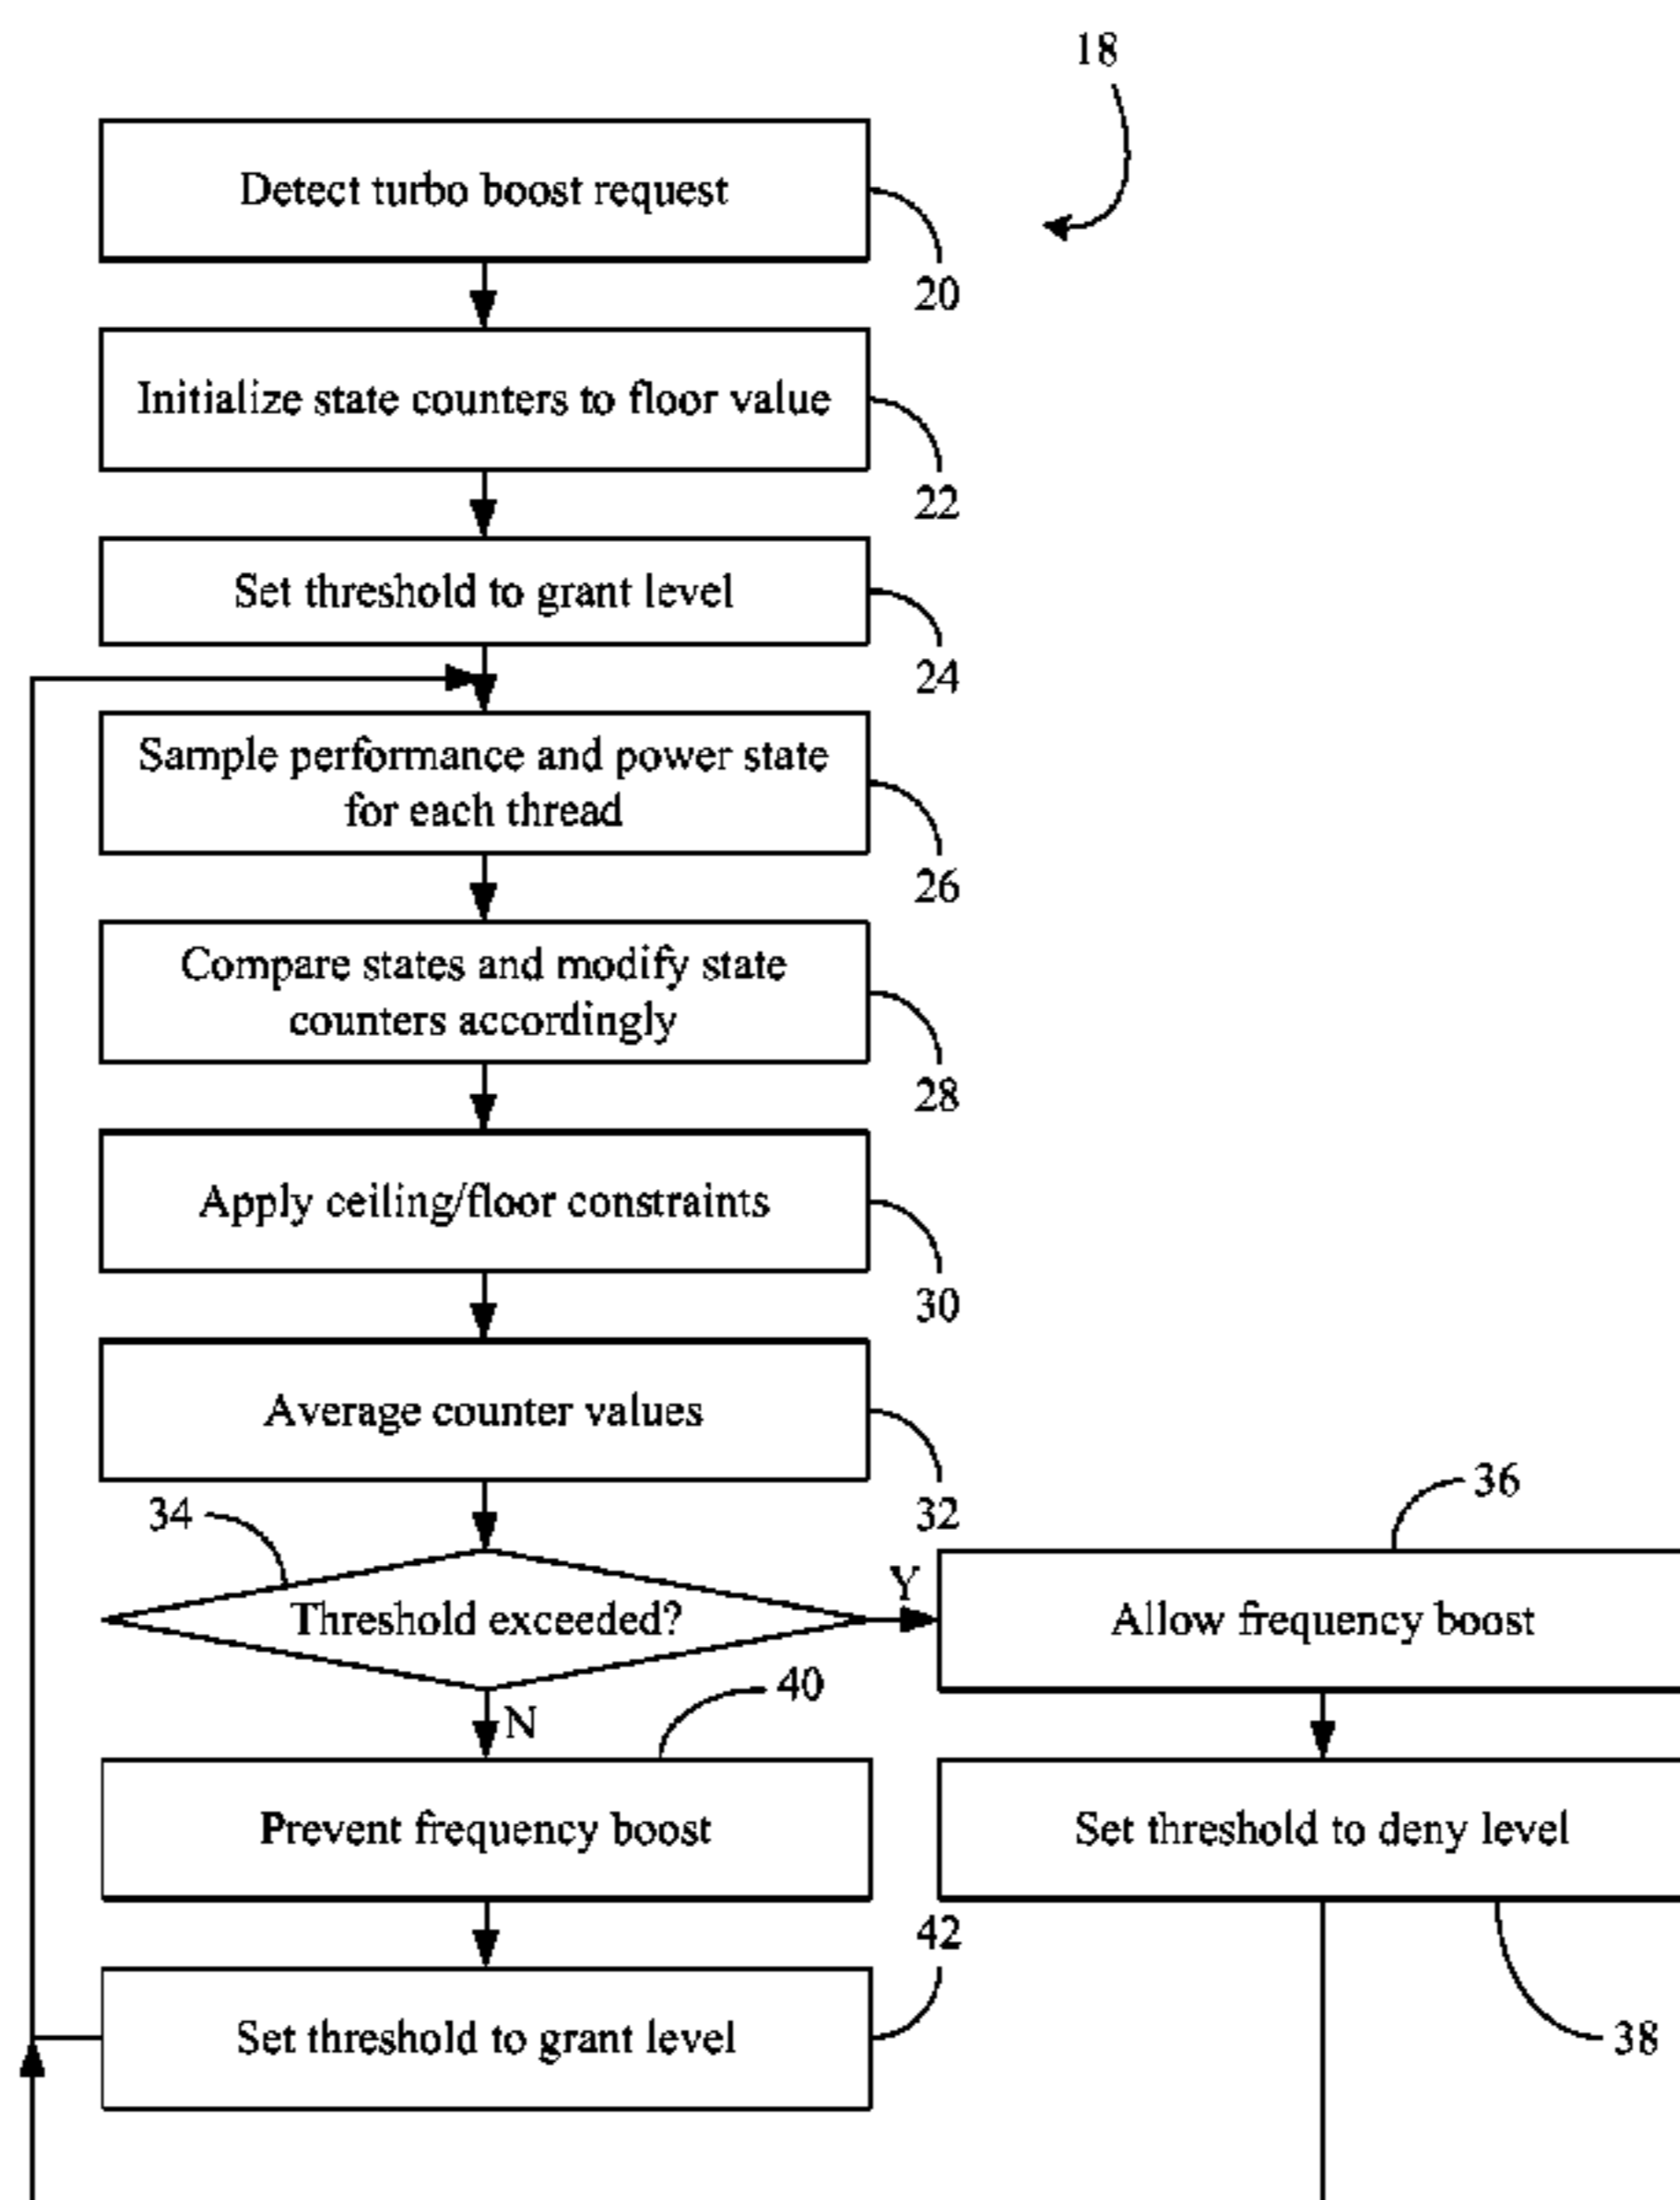 18
Detect turbo boost request
20
Initialize state counters to floor value
22
Set threshold to grant level
24
Sample performance and power state
for each thread
26
Compare states and modify state
counters accordingly
28
Apply ceiling/floor constraints
30
Average counter values
32
34
36
Threshold exceeded?
Y
Allow frequency boost
N
40
Prevent frequency boost
Set threshold to deny level
42
Set threshold to grant level
38